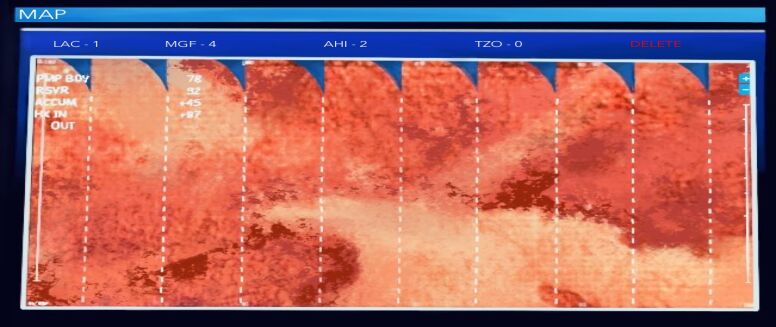 MAP
LAC - 1 MGF - 4 AHI - 2 TZO - 0 DELETE
PMP BDY 78
RSVR 92
ACCUM +45
HX IN +87
OUT
+
−